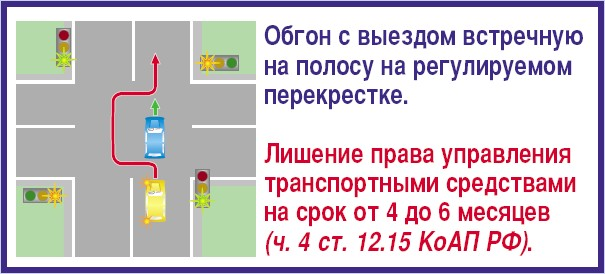 Обгон с выездом встречную
на полосу на регулируемом
перекрестке.
Лишение права управления
транспортными средствами
на срок от 4 до 6 месяцев
(ч. 4 ст. 12.15 КоАП РФ).